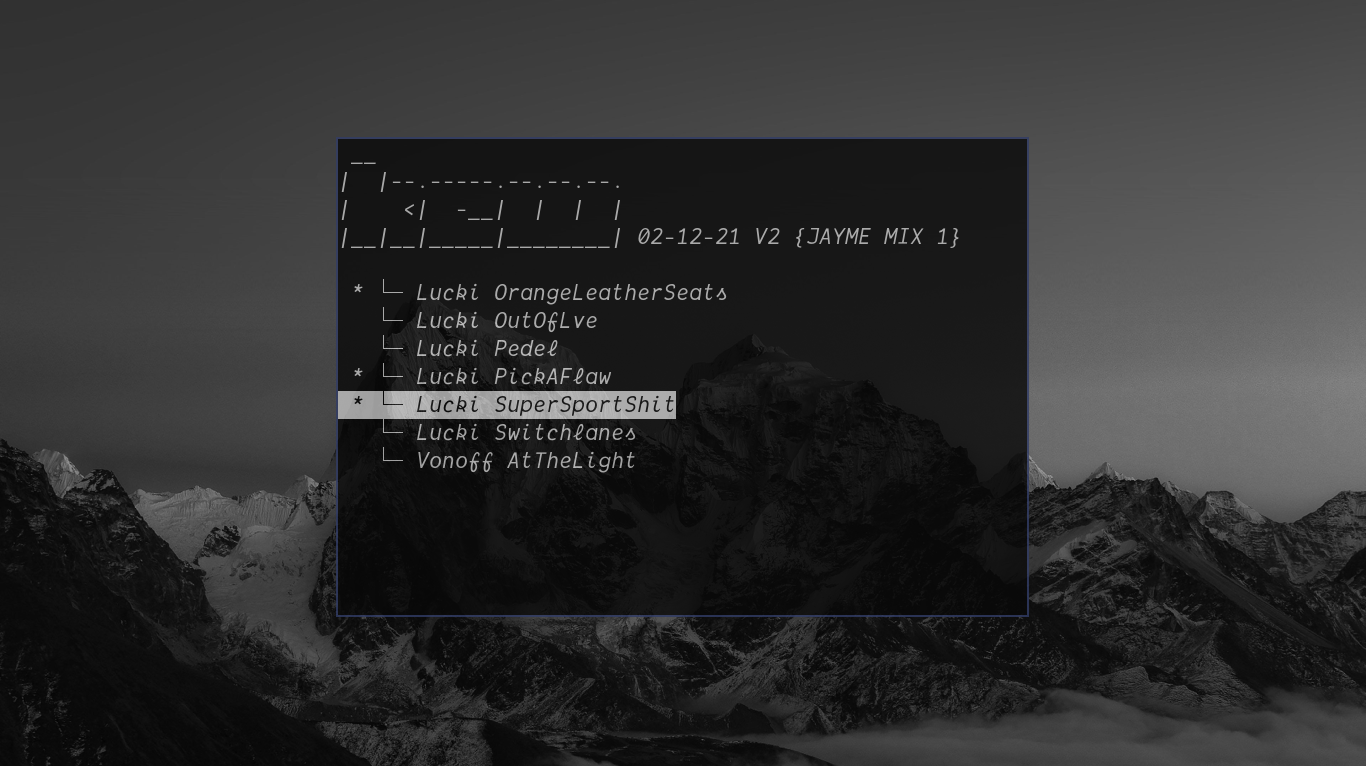 __
|  |--.-----.--.--.--.
|    <|  -__|  |  |  |
|__|__|_____|________| 02-12-21 V2 {JAYME MIX 1}
* └─ Lucki OrangeLeatherSeats
└─ Lucki OutOfLve
└─ Lucki Pedel
* └─ Lucki PickAFlaw
* └─ Lucki SuperSportShit
└─ Lucki Switchlanes
└─ Vonoff AtTheLight